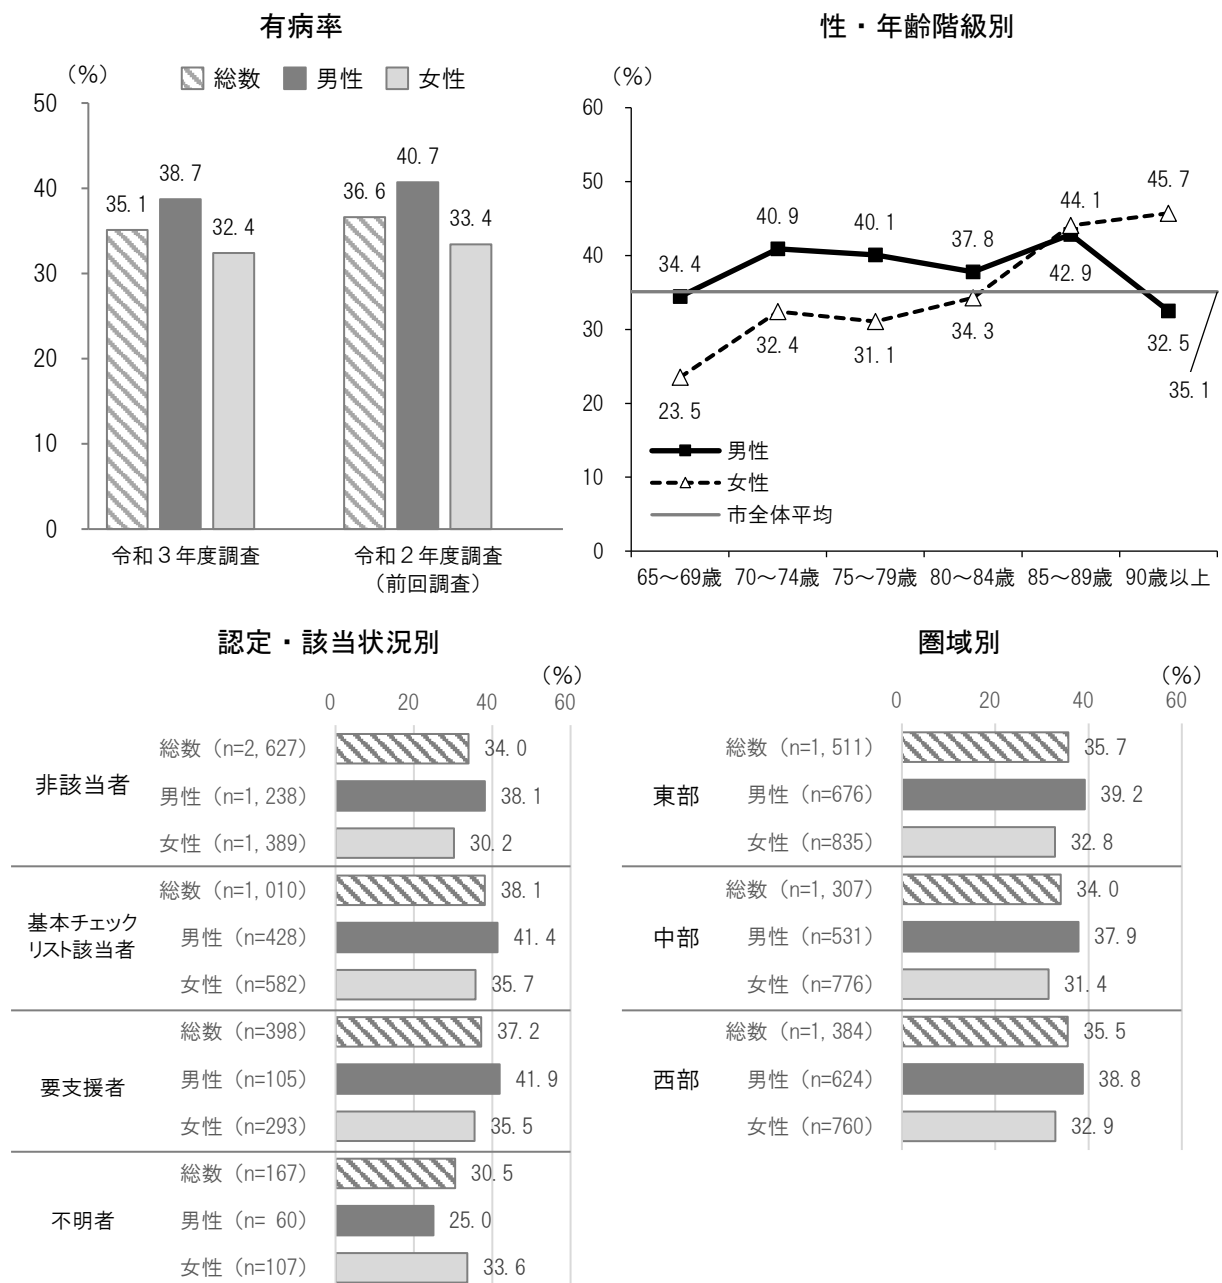 有病率
(%)
総数 男性 女性
50
40
30
20
10
0
35.1
38.7
32.4
36.6
40.7
33.4
令和3年度調査
令和2年度調査
(前回調査)
性・年齢階級別
(%)
60
50
40
30
20
10
0
34.4
40.9
40.1
37.8
44.1
45.7
23.5
32.4
31.1
34.3
42.9
32.5
35.1
男性
女性
市全体平均
65~69歳 70~74歳 75~79歳 80~84歳 85~89歳 90歳以上
認定・該当状況別
(%)
0 20 40 60
非該当者
総数 (n=2,627) 34.0
男性 (n=1,238) 38.1
女性 (n=1,389) 30.2
基本チェック
リスト該当者
総数 (n=1,010) 38.1
男性 (n=428) 41.4
女性 (n=582) 35.7
要支援者
総数 (n=398) 37.2
男性 (n=105) 41.9
女性 (n=293) 35.5
不明者
総数 (n=167) 30.5
男性 (n= 60) 25.0
女性 (n=107) 33.6
圏域別
(%)
0 20 40 60
東部
総数 (n=1,511) 35.7
男性 (n=676) 39.2
女性 (n=835) 32.8
中部
総数 (n=1,307) 34.0
男性 (n=531) 37.9
女性 (n=776) 31.4
西部
総数 (n=1,384) 35.5
男性 (n=624) 38.8
女性 (n=760) 32.9